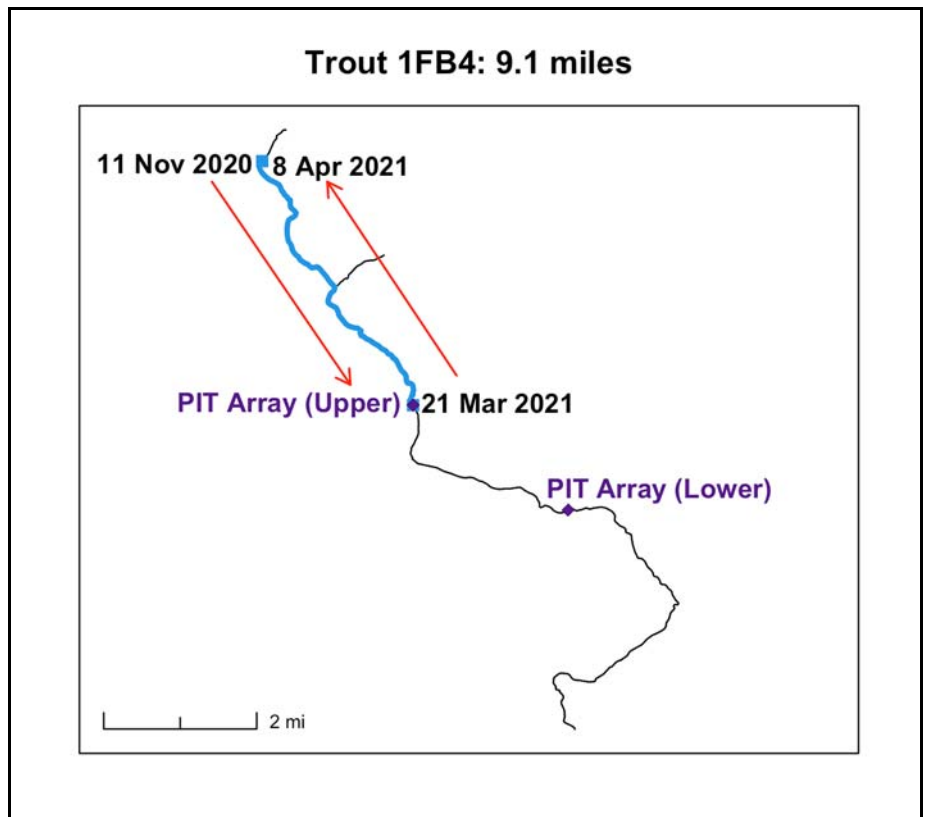 Trout 1FB4: 9.1 miles
11 Nov 2020
8 Apr 2021
PIT Array (Upper)
21 Mar 2021
PIT Array (Lower)
2 mi